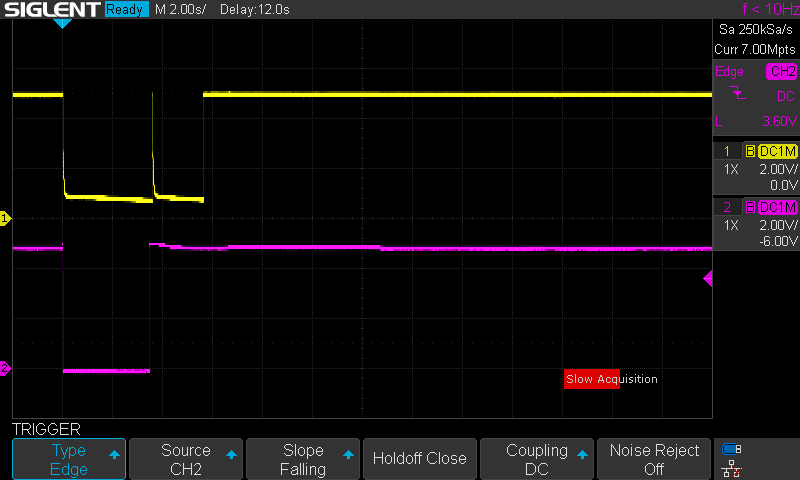 SIGLENT Ready M 2.00s/ Delay:12.0s f < 10Hz
Sa 250kSa/s
Curr 7.00Mpts
Edge CH2
DC
L 3.60V
1 B DC1M
1X 2.00V/
0.0V
2 B DC1M
1X 2.00V/
-6.00V
1
2
Slow Acquisition
TRIGGER
Type
Edge
Source
CH2
Slope
Falling
Holdoff Close
Coupling
DC
Noise Reject
Off